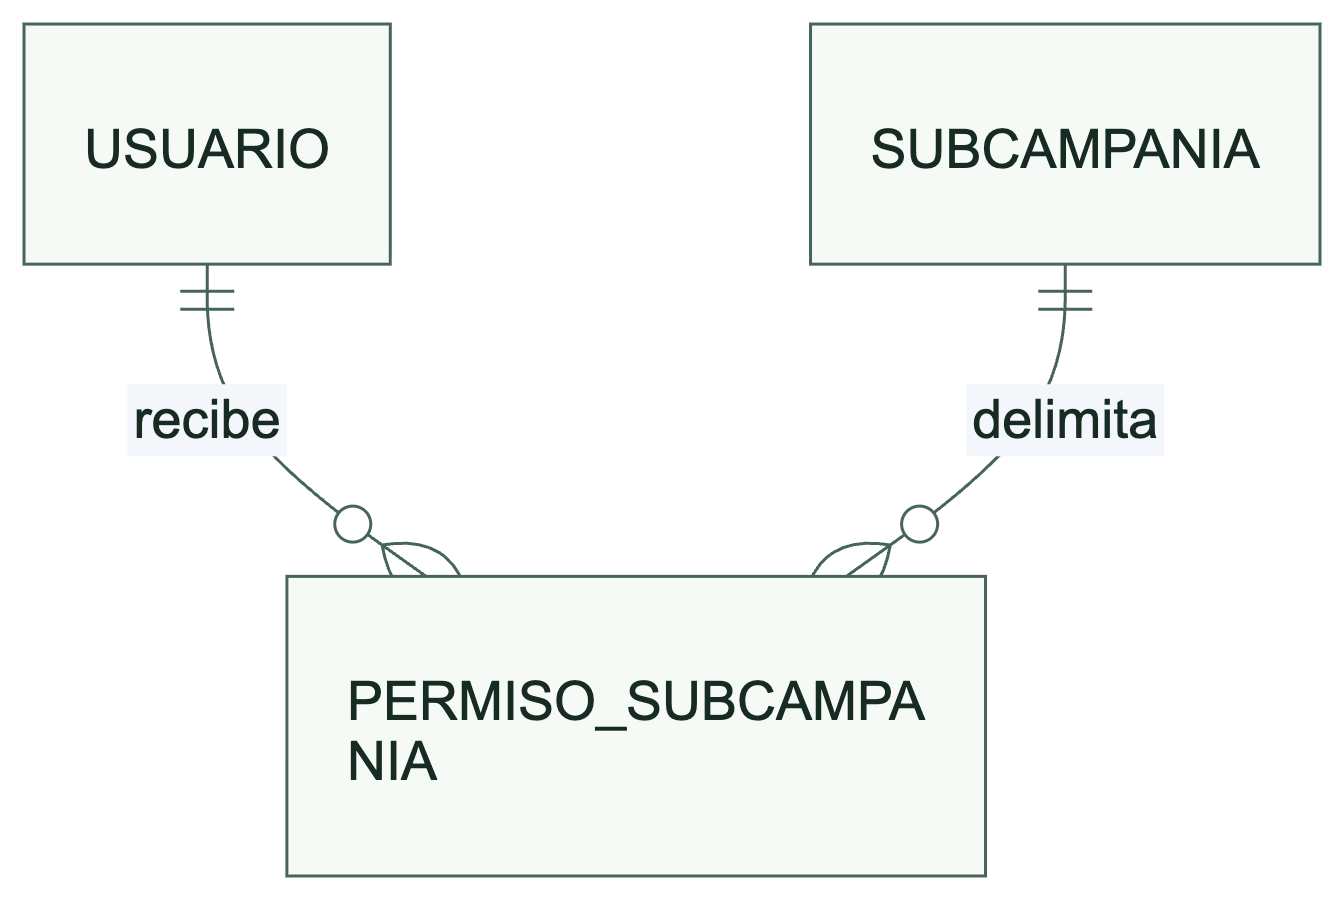 USUARIO
SUBCAMPANIA
recibe
delimita
PERMISO_SUBCAMPA
NIA